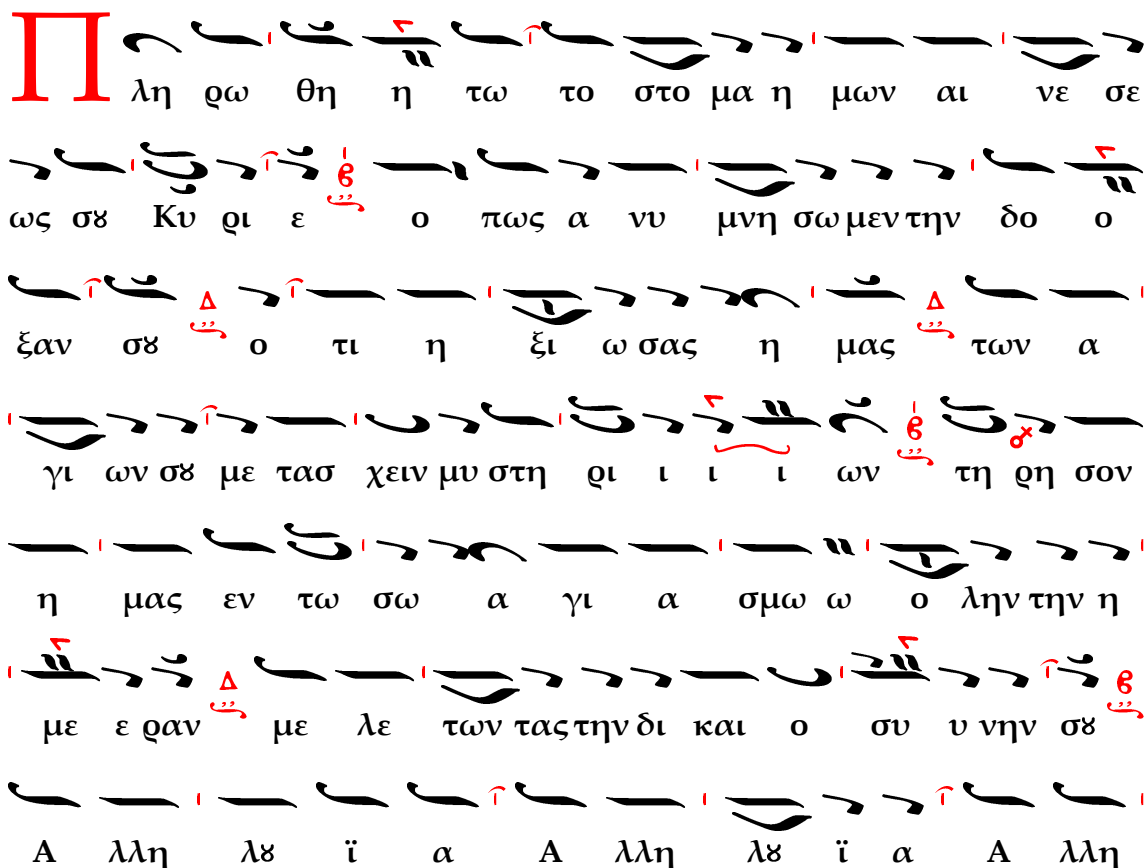 Πλη ρω θη η τω το στο μα η μων αι νε σε
ως σȣ Κυ ρι ε ο πως α νυ μνη σω μεν την δο ο
ξαν σȣ Δ ο τι η ξι ω σας η μας Δ των α
γι ων σȣ με τασ χειν μυ στη ρι ι ι ι ων τη ρη σον
η μας εν τω σω α γι α σμω ω ο λην την η
με ε ραν Δ με λε των τας την δι και ο συ υ νην σȣ
Α λλη λȣ ϊ α Α λλη λȣ ϊ α Α λλη